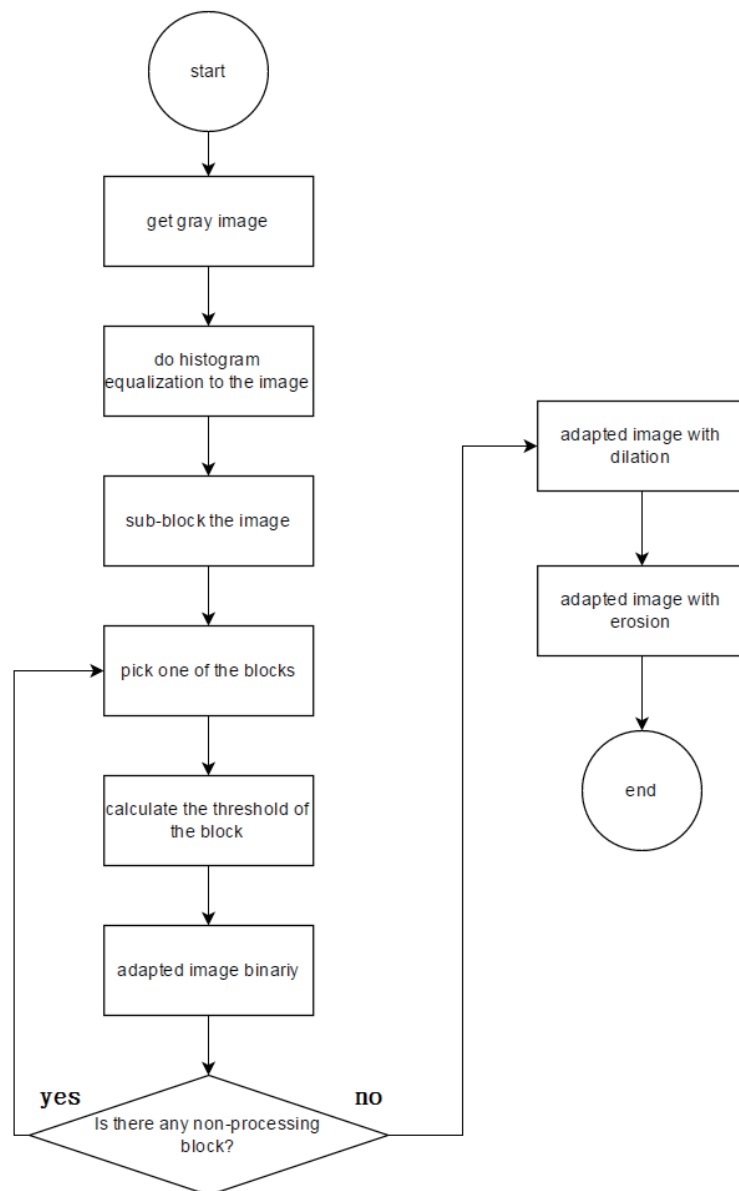 start
get gray image
do histogram
equalization to the image
sub-block the image
pick one of the blocks
calculate the threshold of
the block
adapted image binariy
yes
no
Is there any non-processing
block?
adapted image with
dilation
adapted image with
erosion
end